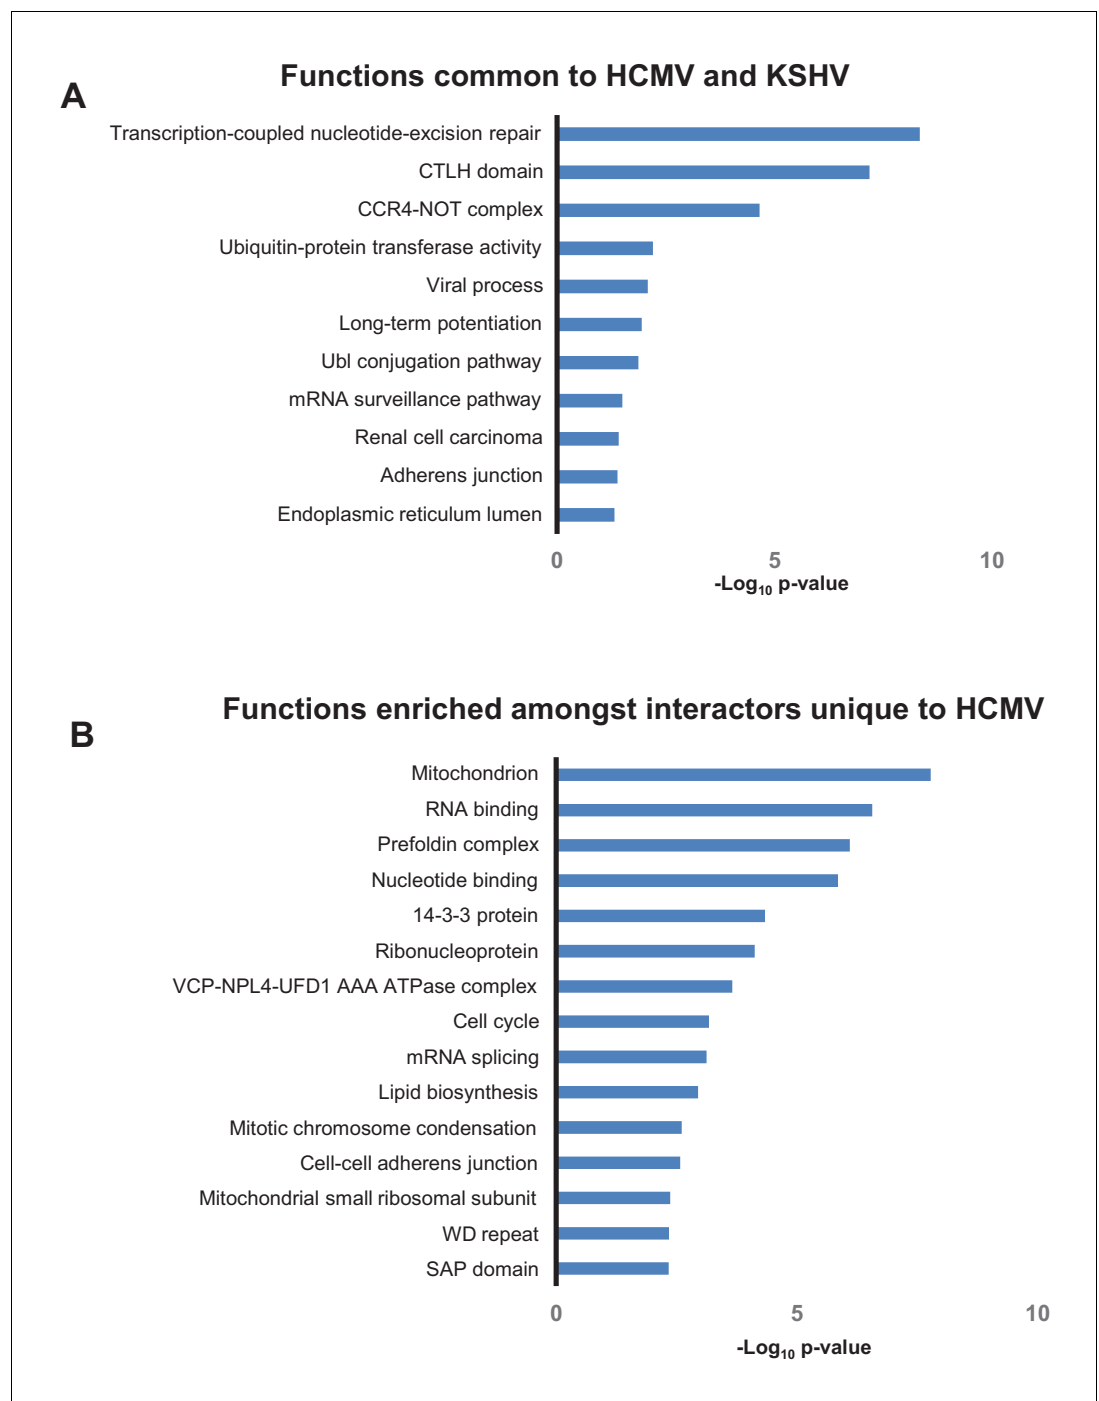 A
Functions common to HCMV and KSHV
Transcription-coupled nucleotide-excision repair
CTLH domain
CCR4-NOT complex
Ubiquitin-protein transferase activity
Viral process
Long-term potentiation
Ubl conjugation pathway
mRNA surveillance pathway
Renal cell carcinoma
Adherens junction
Endoplasmic reticulum lumen
0 5 10
-Log10 p-value
B
Functions enriched amongst interactors unique to HCMV
Mitochondrion
RNA binding
Prefoldin complex
Nucleotide binding
14-3-3 protein
Ribonucleoprotein
VCP-NPL4-UFD1 AAA ATPase complex
Cell cycle
mRNA splicing
Lipid biosynthesis
Mitotic chromosome condensation
Cell-cell adherens junction
Mitochondrial small ribosomal subunit
WD repeat
SAP domain
0 5 10
-Log10 p-value